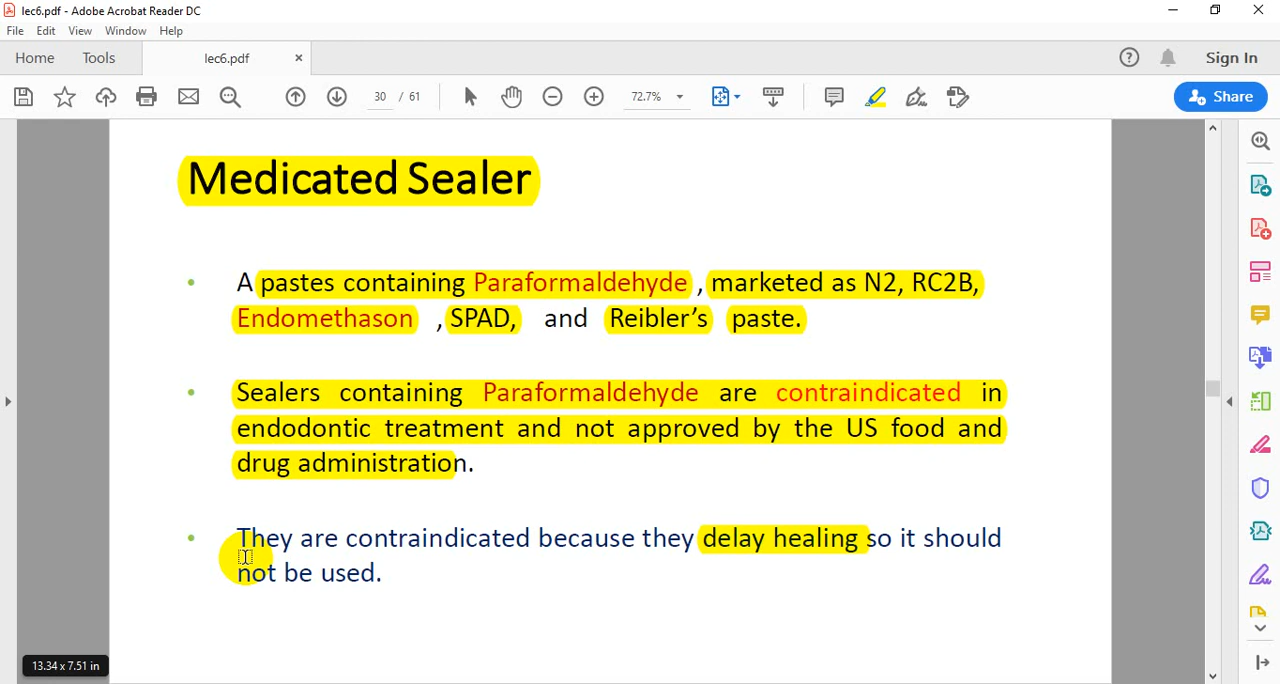 lec6.pdf - Adobe Acrobat Reader DC
File Edit View Window Help
Home Tools lec6.pdf × Sign In
30 / 61 72.7% Share
Medicated Sealer
• A pastes containing Paraformaldehyde , marketed as N2, RC2B,
Endomethason , SPAD, and Reibler's paste.
• Sealers containing Paraformaldehyde are contraindicated in
endodontic treatment and not approved by the US food and
drug administration.
• They are contraindicated because they delay healing so it should
not be used.
13.34 x 7.51 in